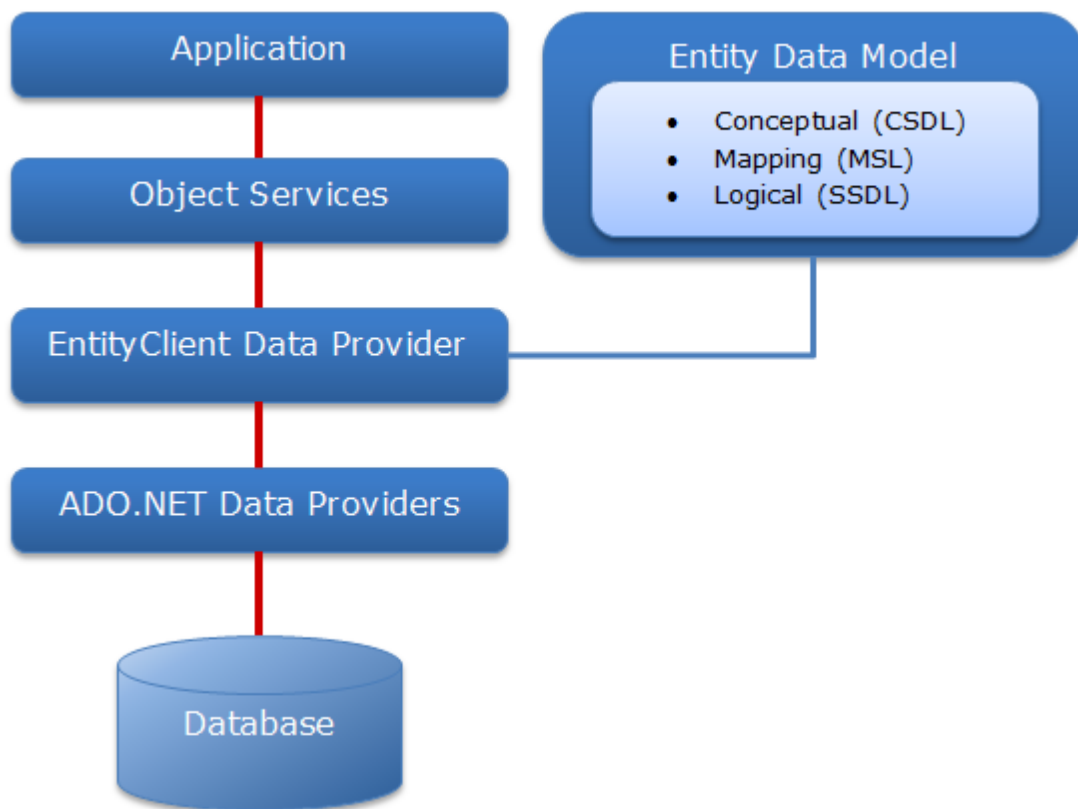 Application
Entity Data Model
• Conceptual (CSDL)
• Mapping (MSL)
• Logical (SSDL)
Object Services
EntityClient Data Provider
ADO.NET Data Providers
Database